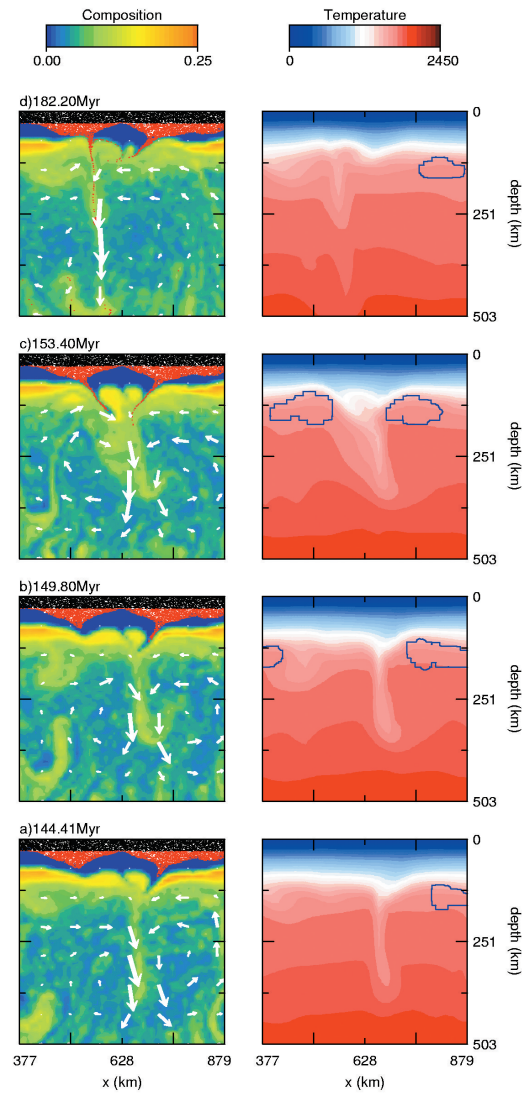 Composition Temperature
0.00 0.25 0 2450
d)182.20Myr
0
251
503
depth (km)
c)153.40Myr
0
251
503
depth (km)
b)149.80Myr
0
251
503
depth (km)
a)144.41Myr
0
251
503
depth (km)
377 628 879 377 628 879
x (km) x (km)